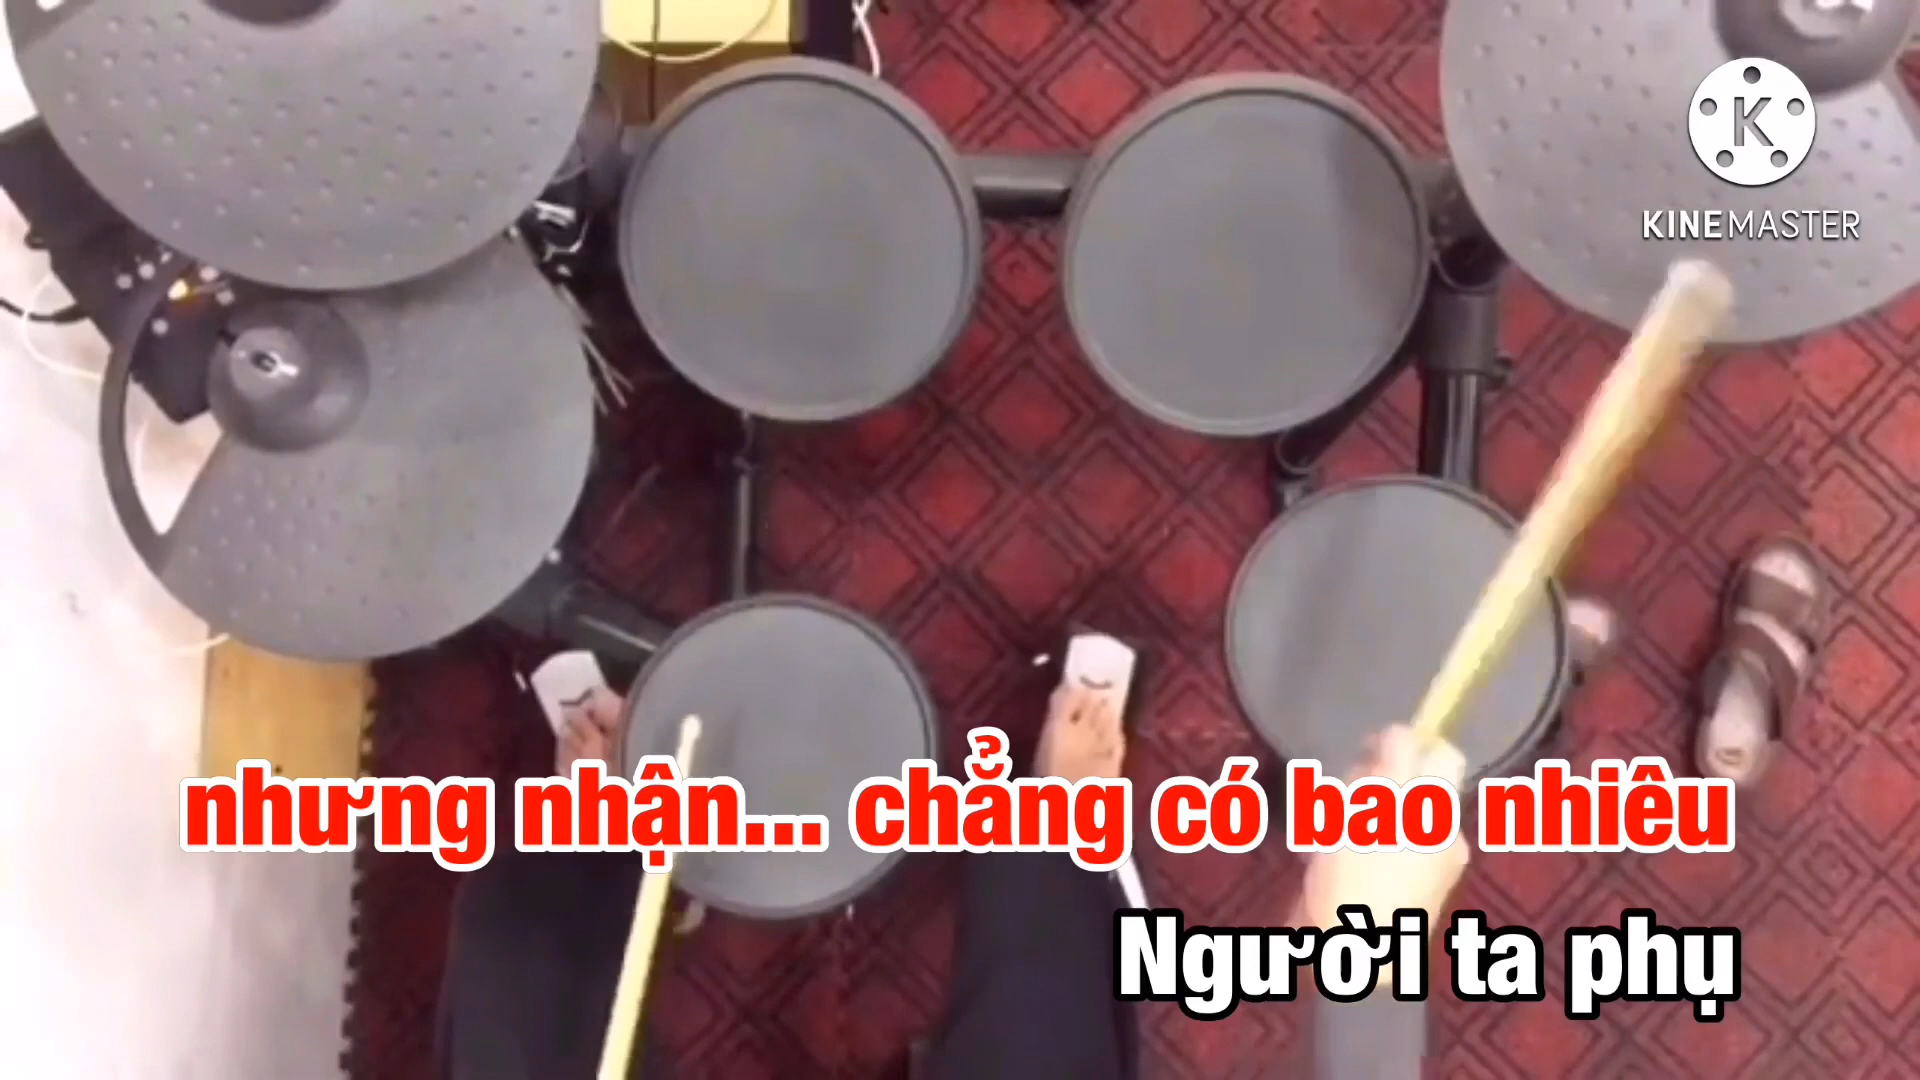 K
KINEMASTER
nhưng nhận... chẳng có bao nhiêu
Người ta phụ